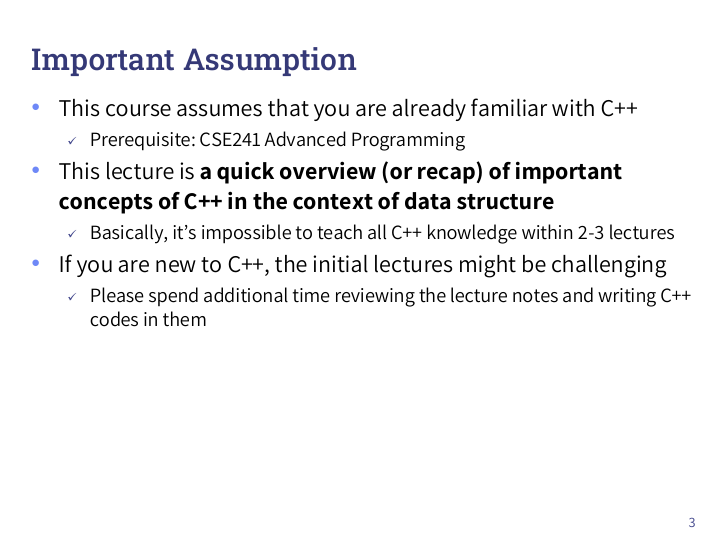 Important Assumption
• This course assumes that you are already familiar with C++
✓ Prerequisite: CSE241 Advanced Programming
• This lecture is a quick overview (or recap) of important
concepts of C++ in the context of data structure
✓ Basically, it’s impossible to teach all C++ knowledge within 2-3 lectures
• If you are new to C++, the initial lectures might be challenging
✓ Please spend additional time reviewing the lecture notes and writing C++
codes in them
3